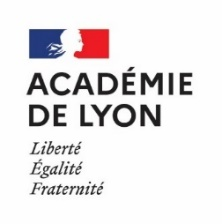 ACADÉMIE
DE LYON
Liberté
Égalité
Fraternité